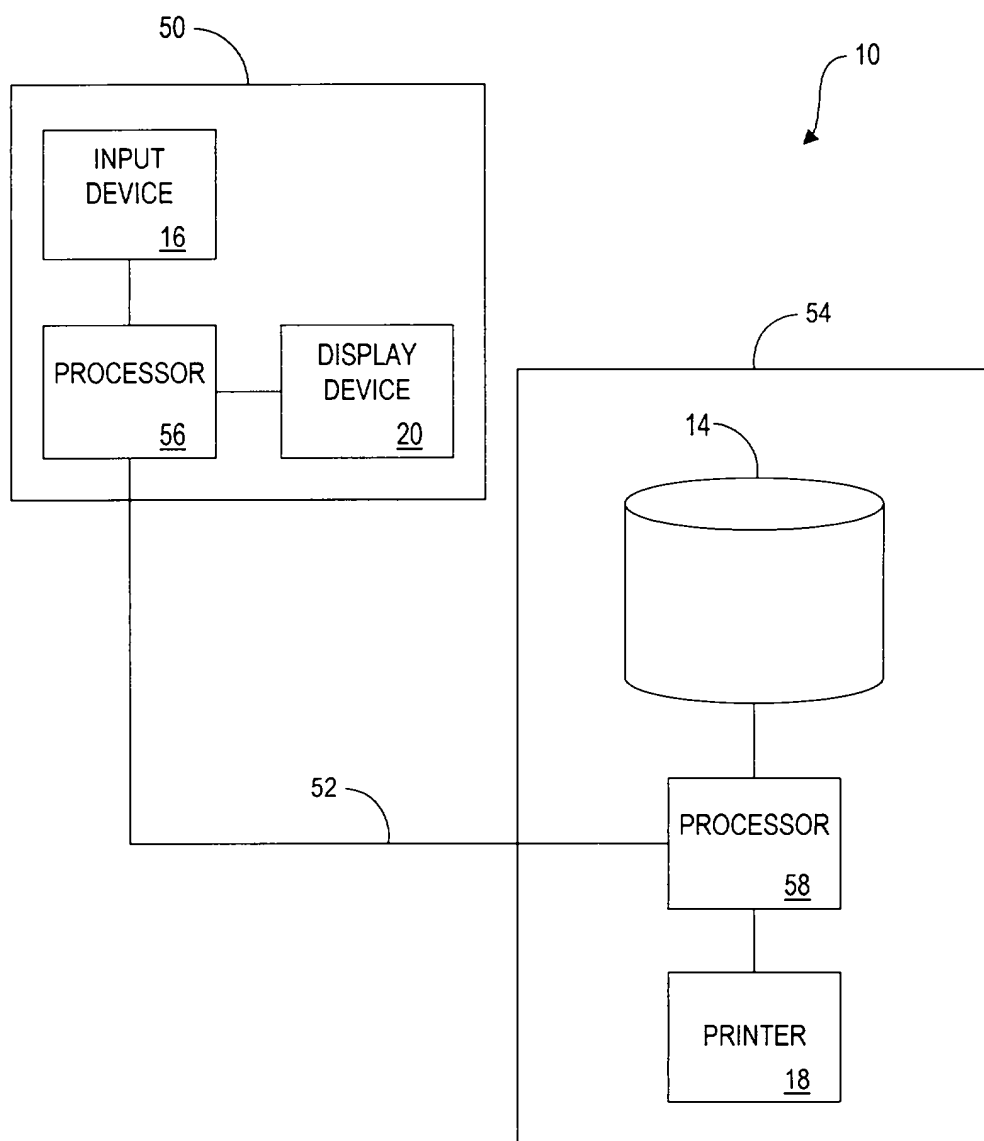 50
10
INPUT
DEVICE
16
54
PROCESSOR
56
DISPLAY
DEVICE
20
14
52
PROCESSOR
58
PRINTER
18